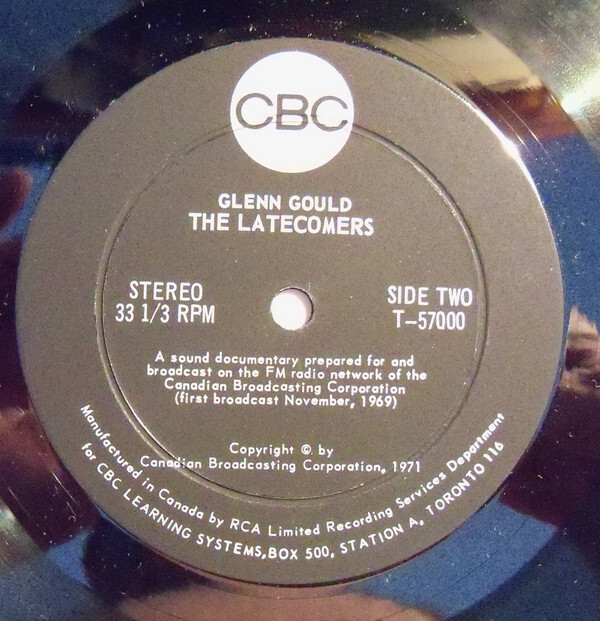 CBC
GLENN GOULD
THE LATECOMERS
STEREO
33 1/3 RPM
SIDE TWO
T-57000
A sound documentary prepared for and
broadcast on the FM radio network of the
Canadian Broadcasting Corporation
(first broadcast November, 1969)
Copyright ©. by
Canadian Broadcasting Corporation, 1971
Manufactured in Canada by RCA Limited Recording Services Department
for CBC LEARNING SYSTEMS, BOX 500, STATION A, TORONTO 116